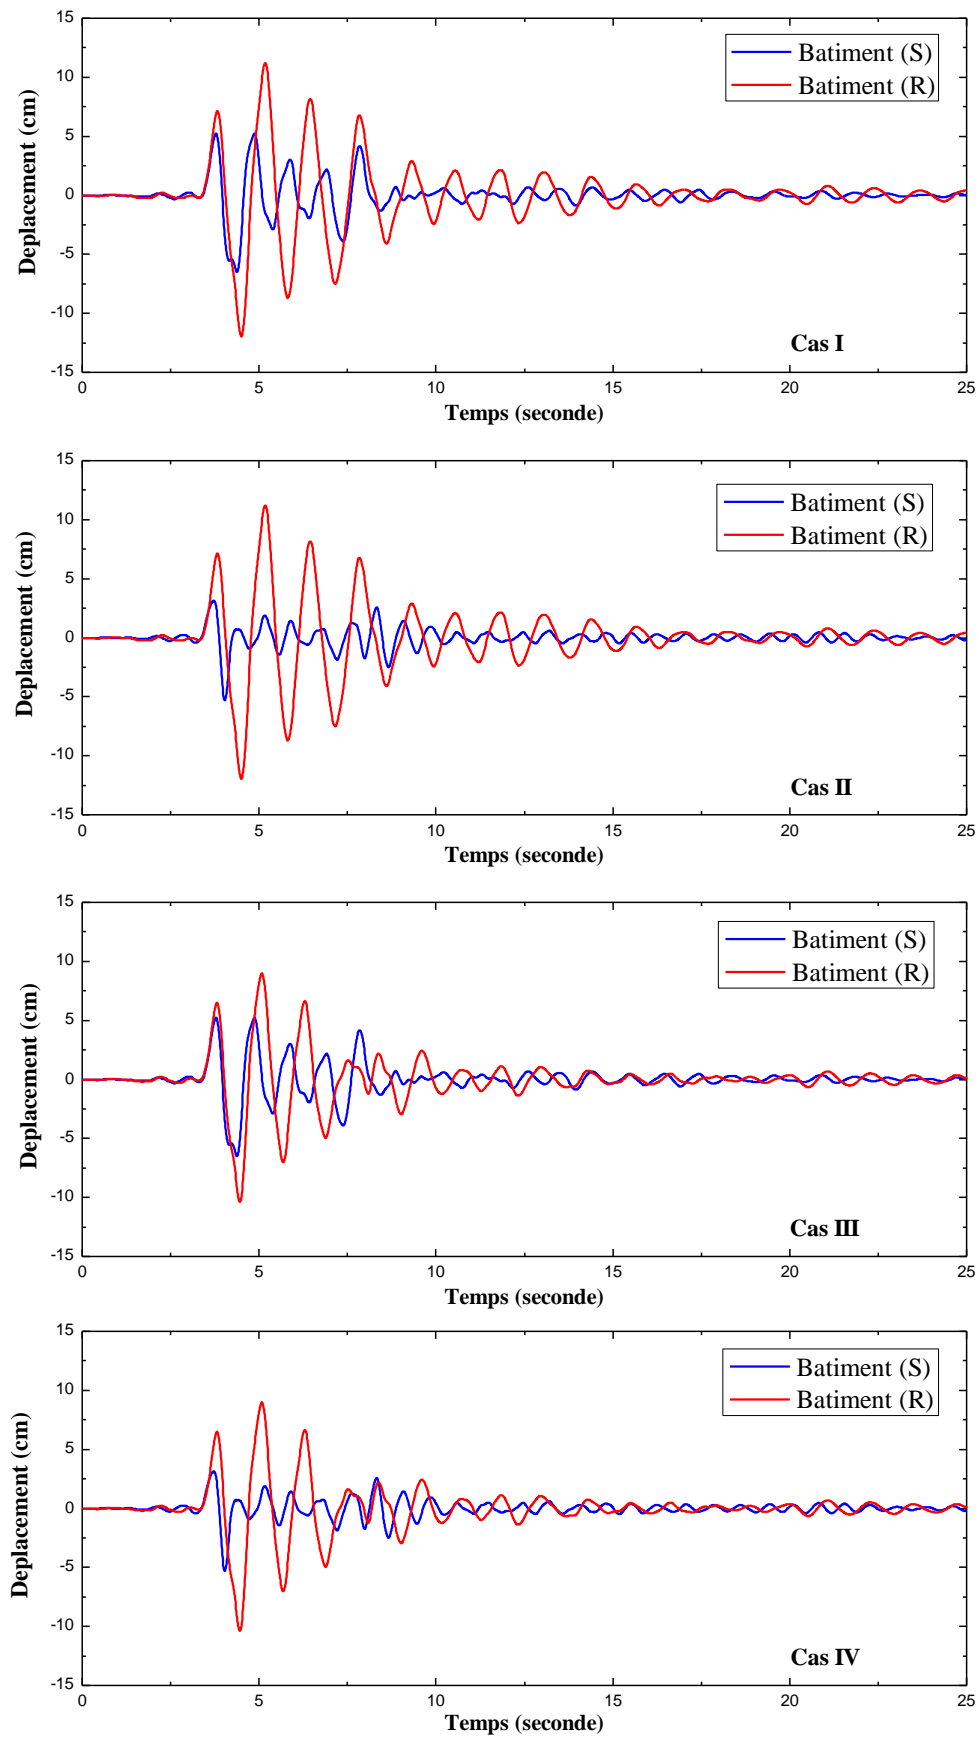 15
10
5
0
-5
-10
-15
Deplacement (cm)
Batiment (S)
Batiment (R)
Cas I
0 5 10 15 20 25
Temps (seconde)
15
10
5
0
-5
-10
-15
Deplacement (cm)
Batiment (S)
Batiment (R)
Cas II
0 5 10 15 20 25
Temps (seconde)
15
10
5
0
-5
-10
-15
Deplacement (cm)
Batiment (S)
Batiment (R)
Cas III
0 5 10 15 20 25
Temps (seconde)
15
10
5
0
-5
-10
-15
Deplacement (cm)
Batiment (S)
Batiment (R)
Cas IV
0 5 10 15 20 25
Temps (seconde)